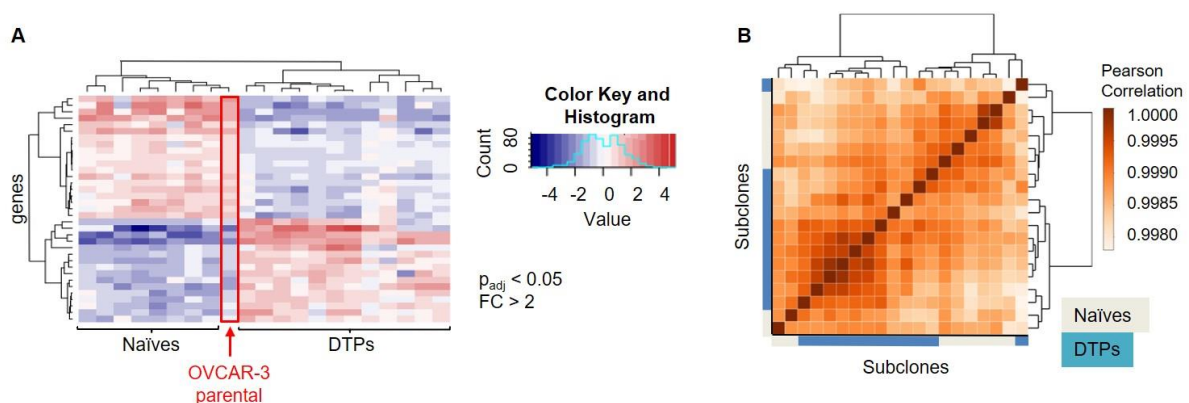 A
genes
Naïves
DTPs
OVCAR-3
parental
Color Key and
Histogram
Count
0 80
-4 -2 0 2 4
Value
padj < 0.05
FC > 2
B
Subclones
Subclones
Pearson
Correlation
1.0000
0.9995
0.9990
0.9985
0.9980
Naïves
DTPs